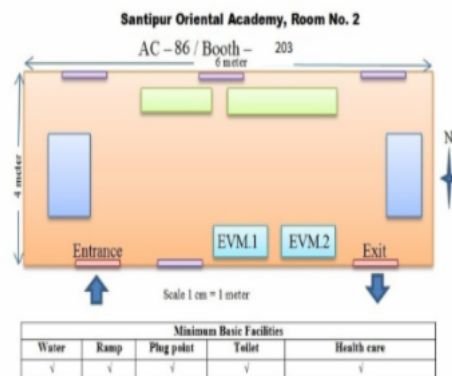 Santipur Oriental Academy, Room No. 2
AC – 86 / Booth – 203
6 meter
4 meter
N
EVM.1 EVM.2
Entrance Exit
Scale 1 cm = 1 meter
Minimum Basic Facilities
Water Ramp Plug point Toilet Health care
√ √ √ √ √